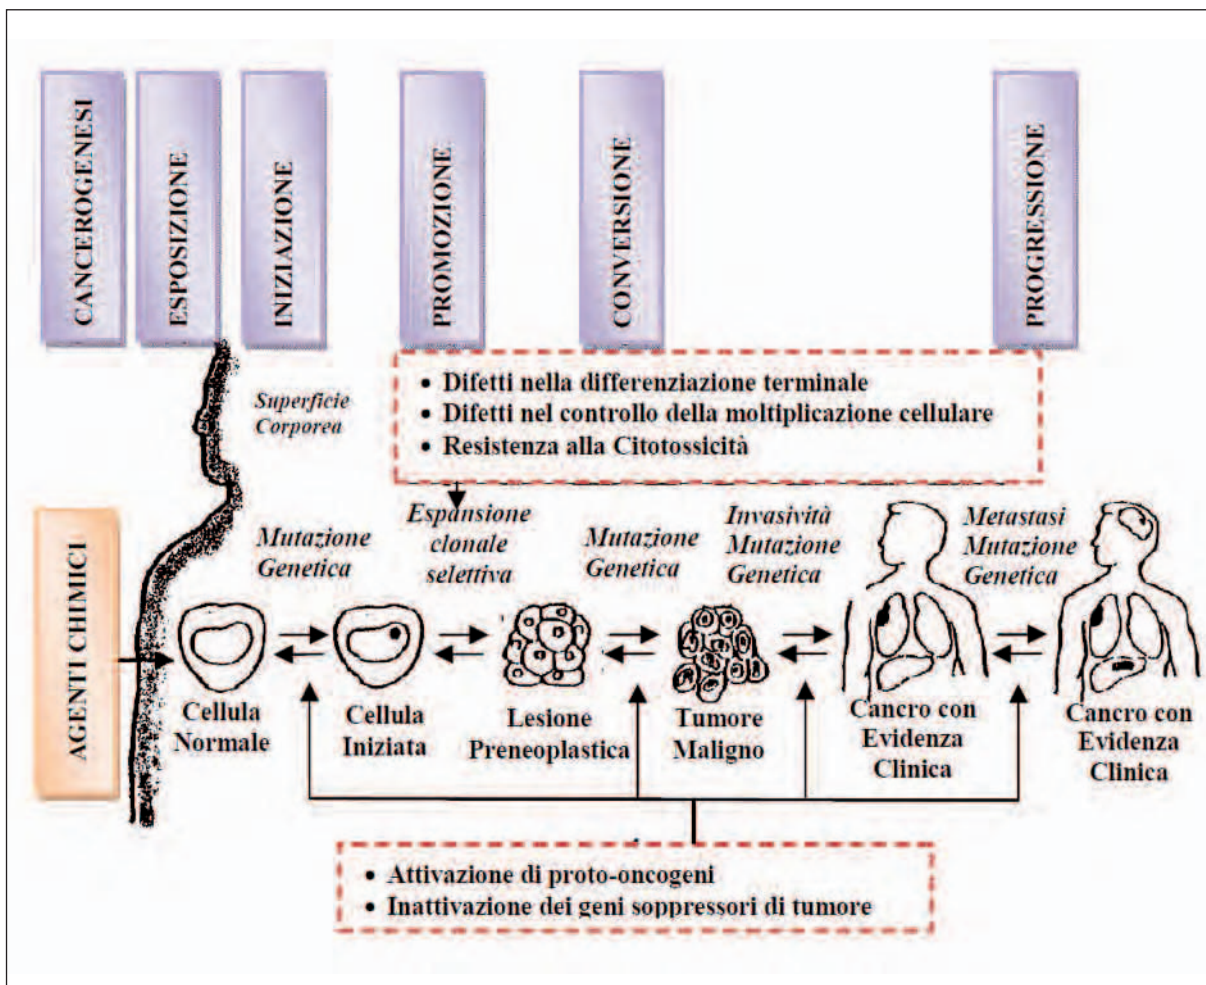 CANCEROGENESI
ESPOSIZIONE
INIZIAZIONE
PROMOZIONE
CONVERSIONE
PROGRESSIONE
• Difetti nella differenziazione terminale
• Difetti nel controllo della moltiplicazione cellulare
• Resistenza alla Citotossicità
Superficie
Corporea
AGENTI CHIMICI
Mutazione
Genetica
Espansione
clonale
selettiva
Mutazione
Genetica
Invasività
Mutazione
Genetica
Metastasi
Mutazione
Genetica
Cellula
Normale
Cellula
Iniziata
Lesione
Preneoplastica
Tumore
Maligno
Cancro con
Evidenza
Clinica
Cancro con
Evidenza
Clinica
• Attivazione di proto-oncogeni
• Inattivazione dei geni soppressori di tumore